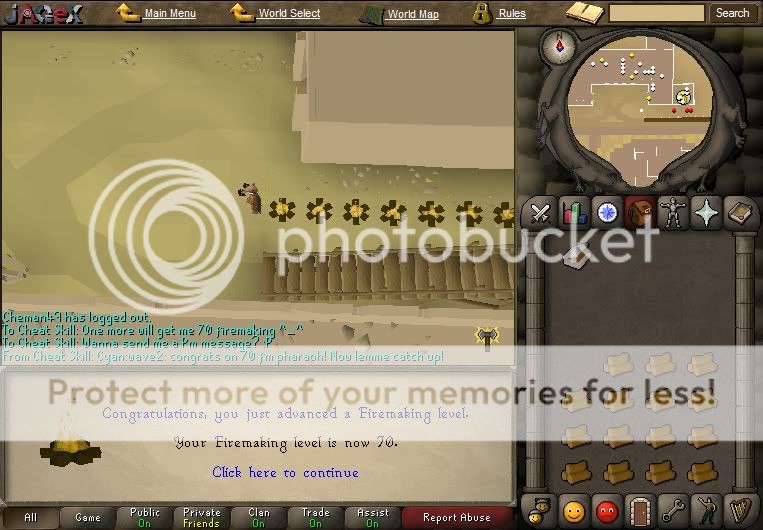 JAGeX
Main Menu
World Select
World Map
Rules
Search
photobucket
Cheman49 has logged out.
To Cheat Skill: One more will get me 70 firemaking ^_^
To Cheat Skill: Wanna send me a Pm message? :P
From Cheat Skill: Cyan:wave2: congrats on 70 fm pharaoh! Now lemme catch up!
Protect more of your memories for less!
Congratulations, you just advanced a Firemaking level.
Your Firemaking level is now 70.
Click here to continue
All
Game
Public
On
Private
Friends
Clan
On
Trade
On
Assist
On
Report Abuse